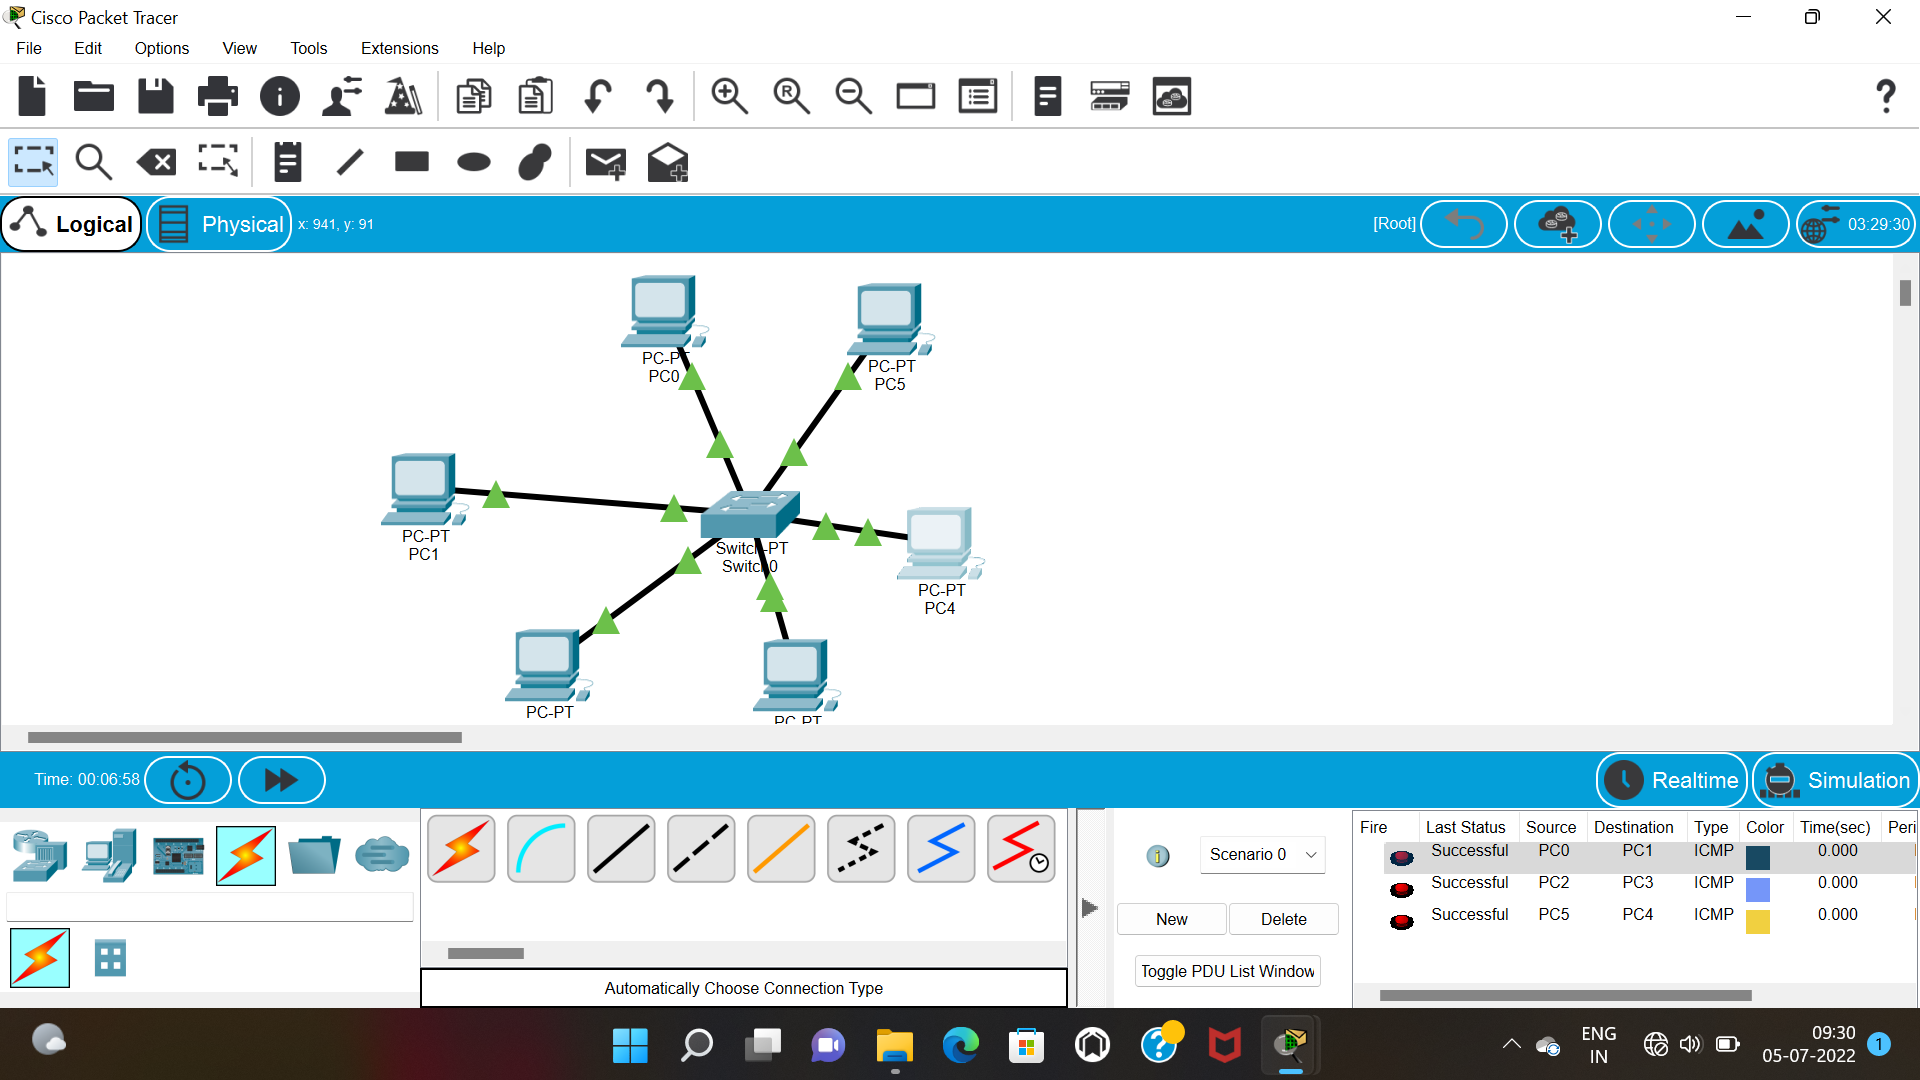 Cisco Packet Tracer
File Edit Options View Tools Extensions Help
Logical Physical x: 941, y: 91 [Root] 03:29:30
PC-PT
PC0
PC-PT
PC5
PC-PT
PC1
Switch-PT
Switch0
PC-PT
PC4
PC-PT
PC-PT
Time: 00:06:58 Realtime Simulation
Scenario 0
New Delete
Toggle PDU List Window
Automatically Choose Connection Type
Fire Last Status Source Destination Type Color Time(sec) Peri
Successful PC0 PC1 ICMP 0.000
Successful PC2 PC3 ICMP 0.000
Successful PC5 PC4 ICMP 0.000
ENG
IN
09:30
05-07-2022
1